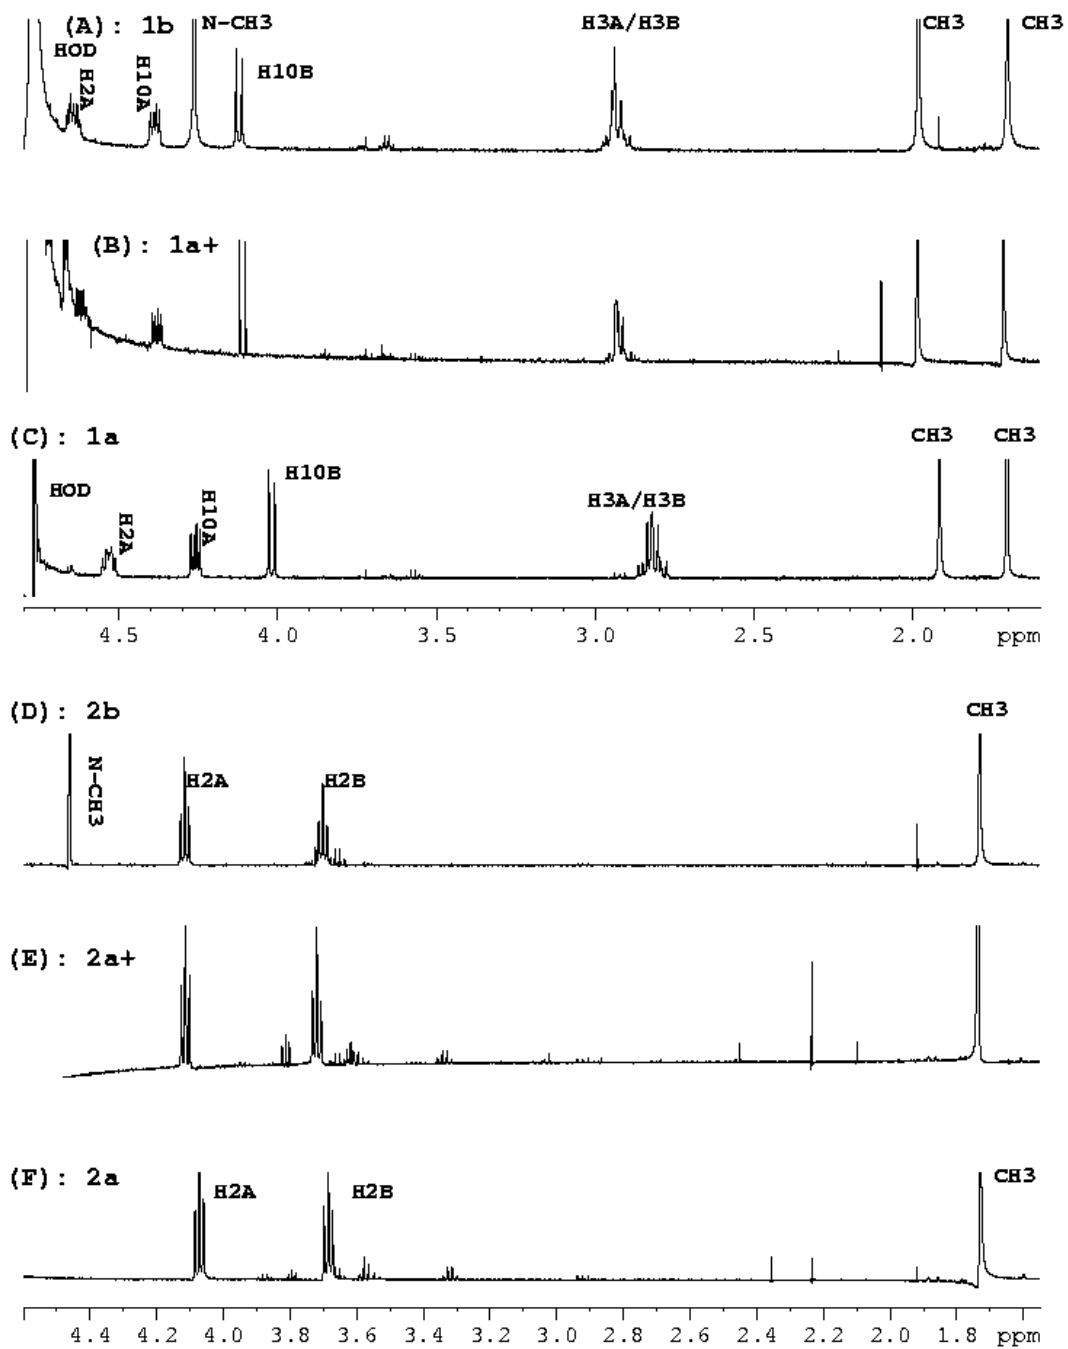 (A): 1b
N-CH3
H3A/H3B
CH3
CH3
HOD
H2A
H10A
H10B
(B): 1a+
(C): 1a
CH3
CH3
HOD
H2A
H10A
H10B
H3A/H3B
4.5 4.0 3.5 3.0 2.5 2.0 ppm
(D): 2b
CH3
N-CH3
H2A
H2B
(E): 2a+
(F): 2a
H2A
H2B
CH3
4.4 4.2 4.0 3.8 3.6 3.4 3.2 3.0 2.8 2.6 2.4 2.2 2.0 1.8 ppm